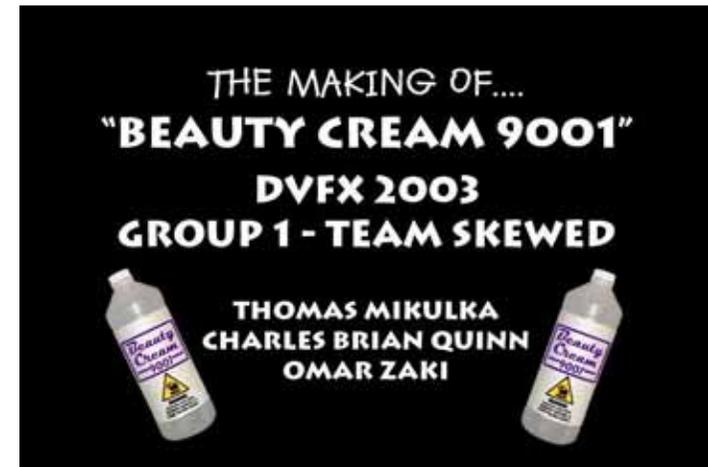 THE MAKING OF....
"BEAUTY CREAM 9001"
DVFX 2003
GROUP 1 - TEAM SKEWED
THOMAS MIKULKA
CHARLES BRIAN QUINN
OMAR ZAKI
Beauty
Cream
9001
Beauty
Cream
9001